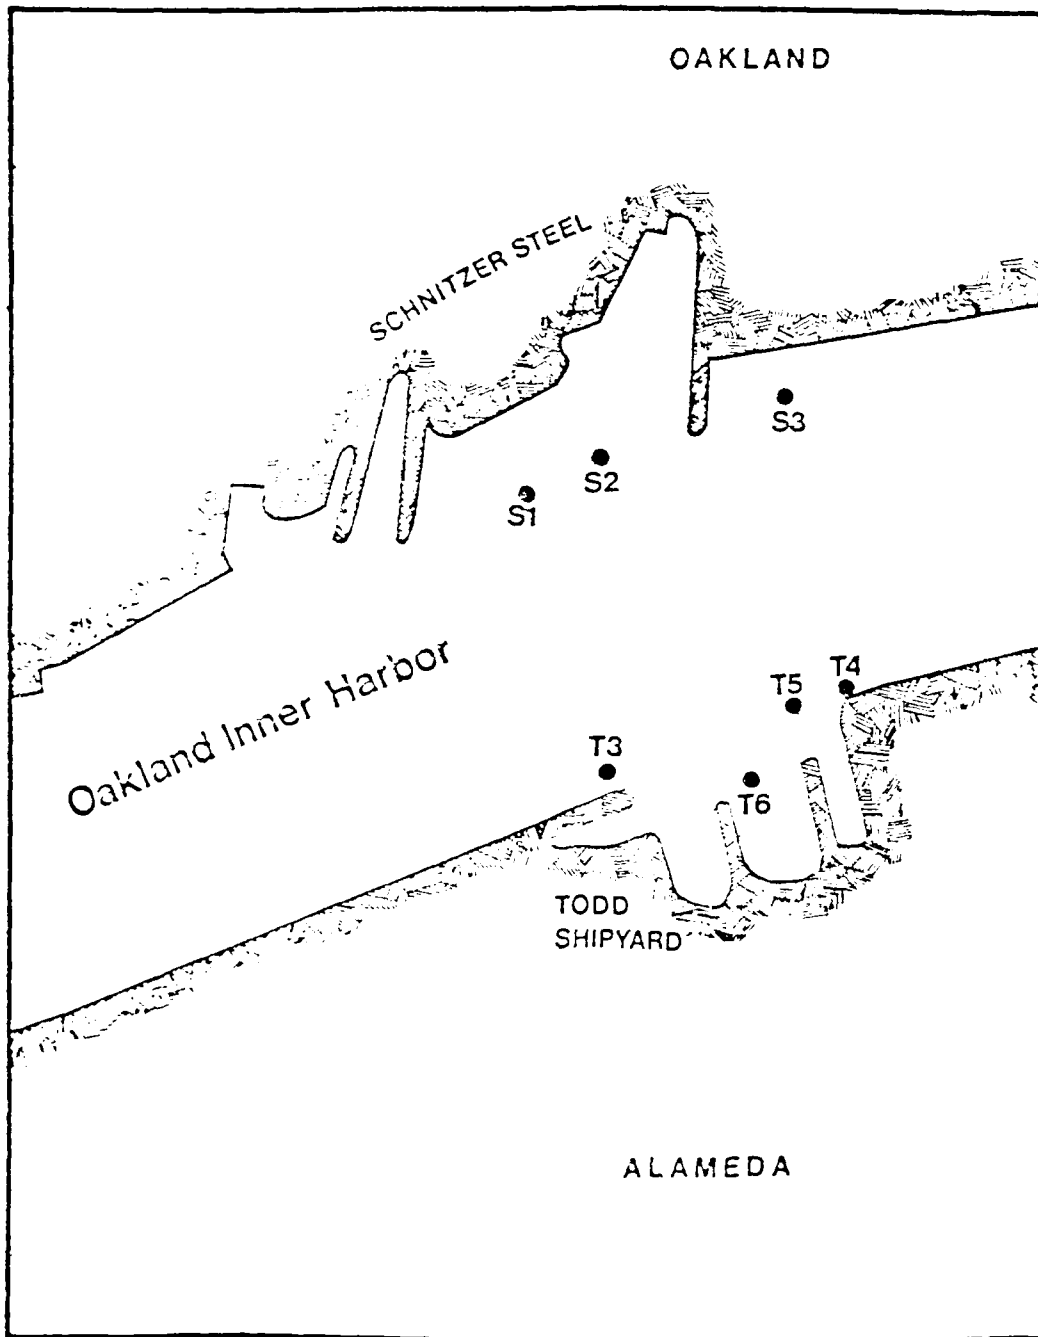 OAKLAND
SCHNITZER STEEL
S3
S2
S1
Oakland Inner Harbor
T4
T5
T3
T6
TODD
SHIPYARD
ALAMEDA